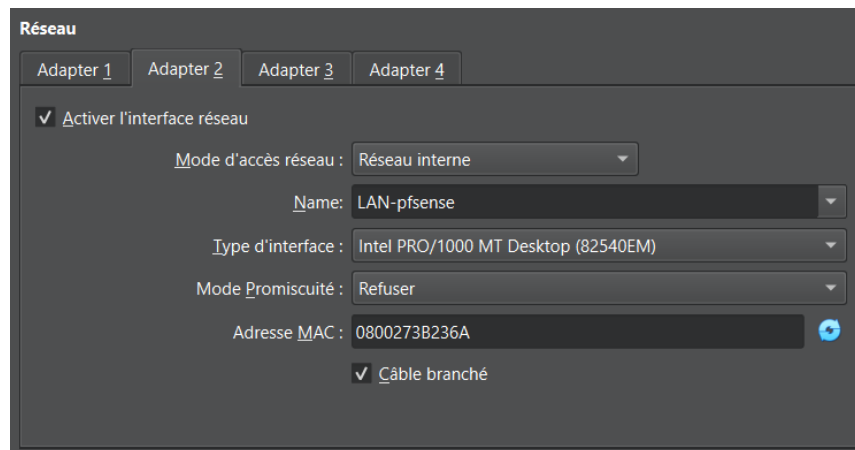 Réseau
Adapter 1 Adapter 2 Adapter 3 Adapter 4
Activer l'interface réseau
Mode d'accès réseau : Réseau interne
Name: LAN-pfsense
Type d'interface : Intel PRO/1000 MT Desktop (82540EM)
Mode Promiscuité : Refuser
Adresse MAC : 0800273B236A
Câble branché